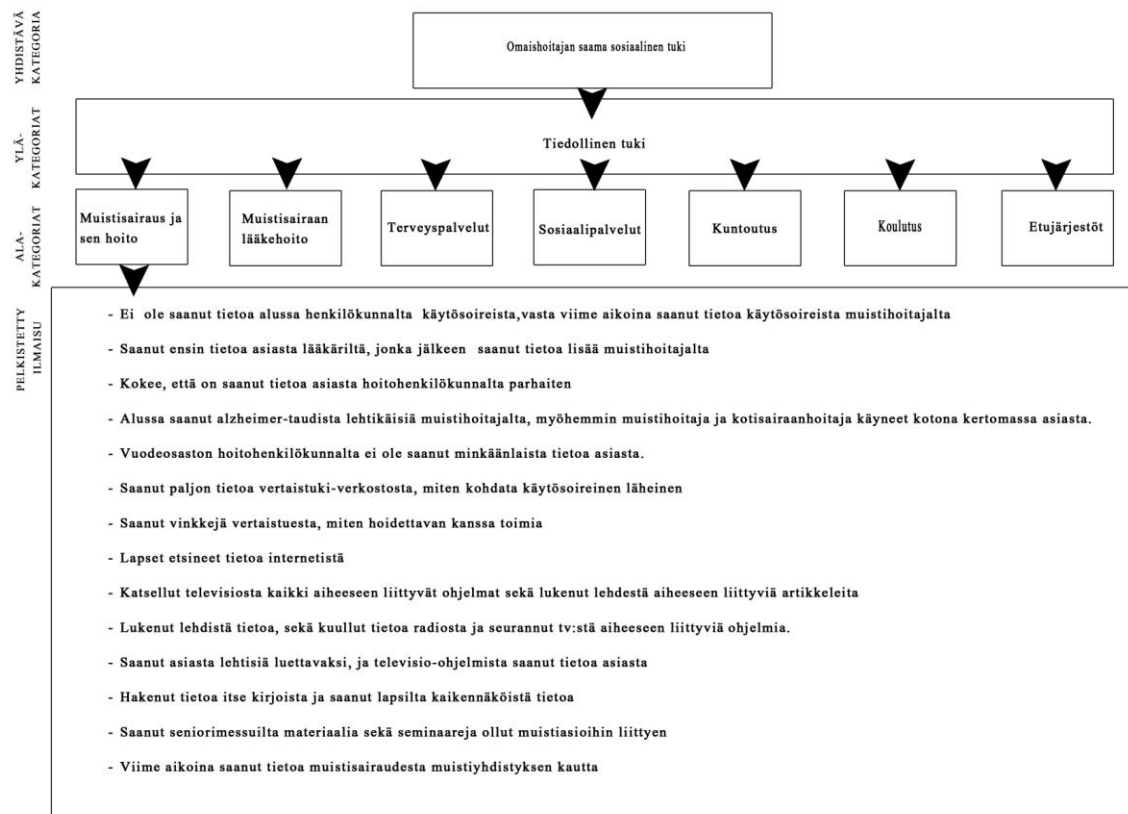 YHDISTÄVÄ
KATEGORIA
Omaishoitajan saama sosiaalinen tuki
YLÄ-
KATEGORIAT
Tiedollinen tuki
ALA-
KATEGORIAT
Muistisairaus ja
sen hoito
Muistisairaan
lääkehoito
Terveyspalvelut
Sosiaalipalvelut
Kuntoutus
Koulutus
Etujärjestöt
PELKISTETTY
ILMAISU
- Ei ole saanut tietoa alussa henkilökunnalta käytösoireista,vasta viime aikoina saanut tietoa käytösoireista muistihoitajalta
- Saanut ensin tietoa asiasta lääkäriltä, jonka jälkeen saanut tietoa lisää muistihoitajalta
- Kokee, että on saanut tietoa asiasta hoitohenkilökunnalta parhaiten
- Alussa saanut alzheimer-taudista lehtikäisiä muistihoitajalta, myöhemmin muistihoitaja ja kotisairaanhoitaja käyneet kotona kertomassa asiasta.
- Vuodeosaston hoitohenkilökunnalta ei ole saanut minkäänlaista tietoa asiasta.
- Saanut paljon tietoa vertaistuki-verkostosta, miten kohdata käytösoireinen läheinen
- Saanut vinkkejä vertaistuesta, miten hoidettavan kanssa toimia
- Lapset etsineet tietoa internetistä
- Katsellut televisiosta kaikki aiheeseen liittyvät ohjelmat sekä lukenut lehdestä aiheeseen liittyviä artikkeleita
- Lukenut lehdistä tietoa, sekä kuullut tietoa radiosta ja seurannut tv:stä aiheeseen liittyviä ohjelmia.
- Saanut asiasta lehtisiä luettavaksi, ja televisio-ohjelmista saanut tietoa asiasta
- Hakenut tietoa itse kirjoista ja saanut lapsilta kaikennäköistä tietoa
- Saanut seniorimessuilta materiaalia sekä seminaareja ollut muistiasioihin liittyen
- Viime aikoina saanut tietoa muistisairaudesta muistiyhdistyksen kautta